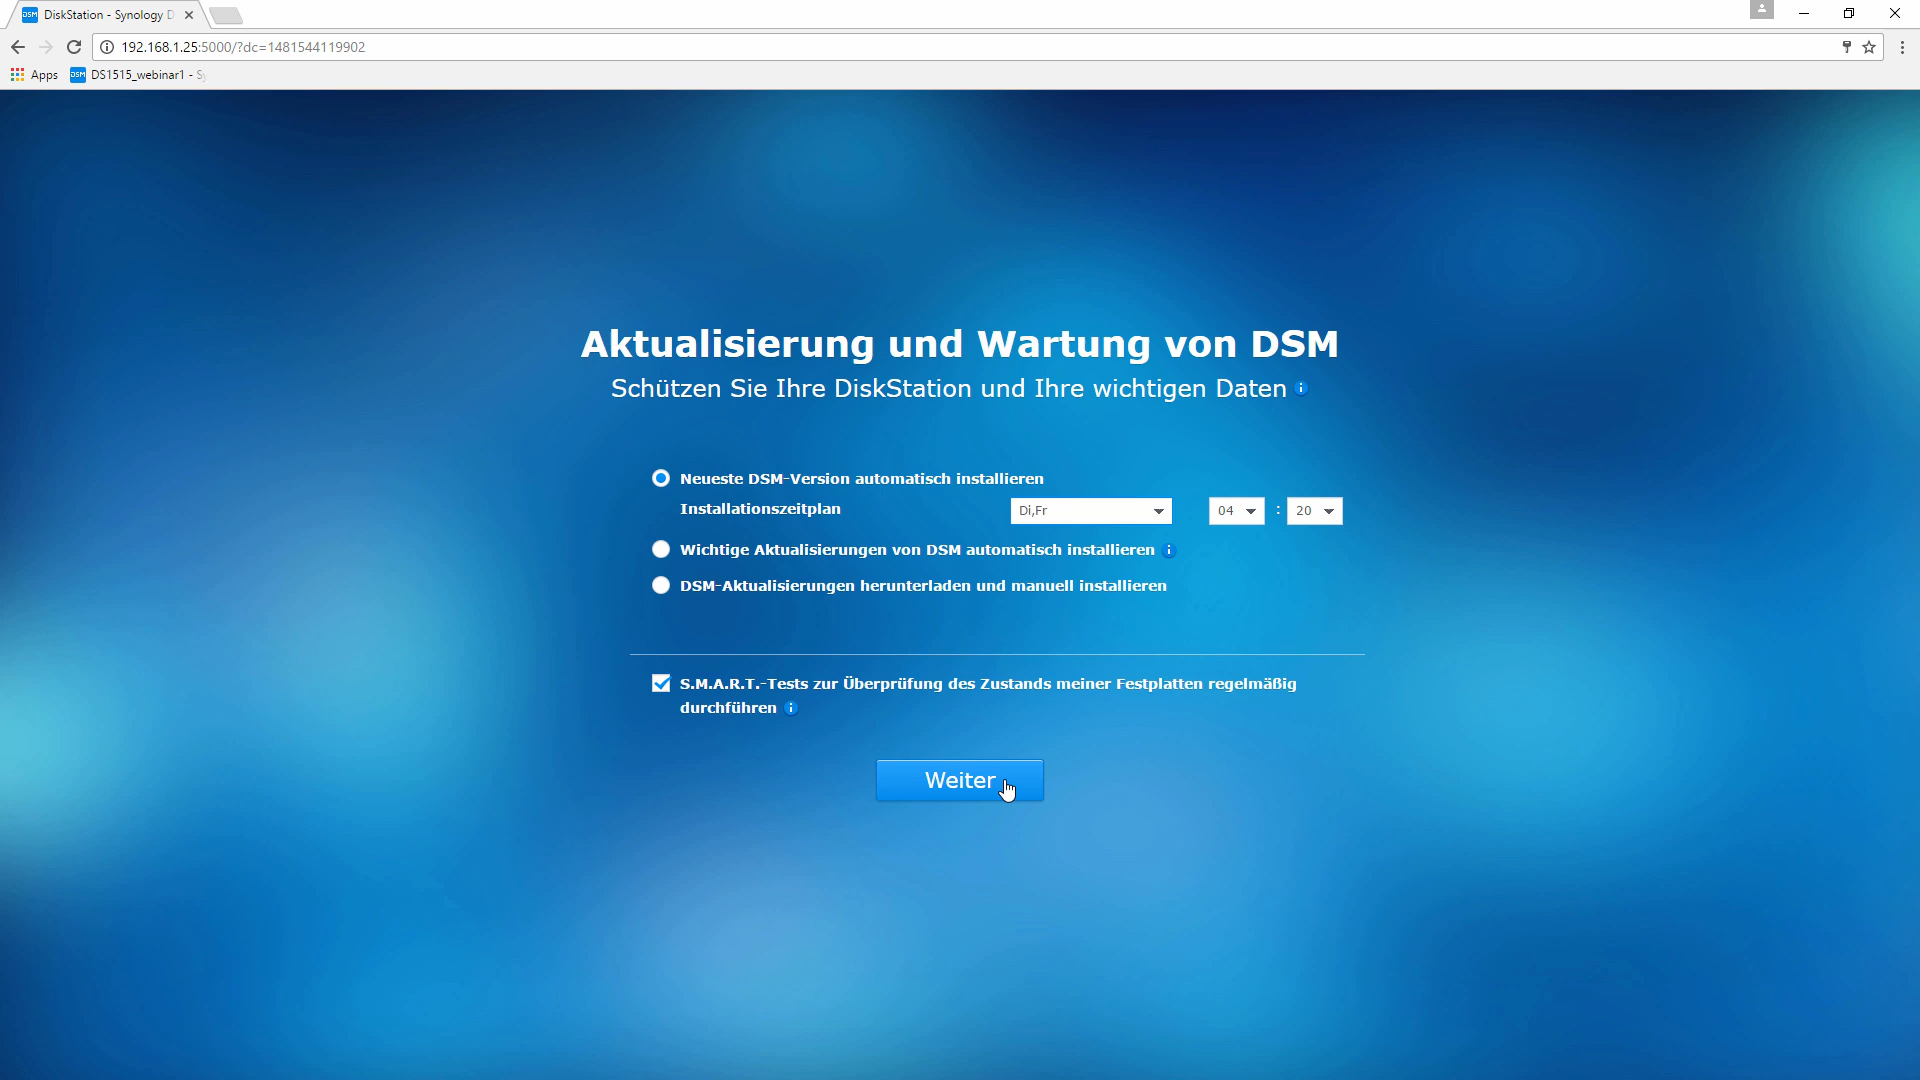 DiskStation - Synology D
192.168.1.25:5000/?dc=1481544119902
Apps
DS1515_webinar1 - Sy
Aktualisierung und Wartung von DSM
Schützen Sie Ihre DiskStation und Ihre wichtigen Daten
Neueste DSM-Version automatisch installieren
Installationszeitplan Di,Fr 04 : 20
Wichtige Aktualisierungen von DSM automatisch installieren
DSM-Aktualisierungen herunterladen und manuell installieren
S.M.A.R.T.-Tests zur Überprüfung des Zustands meiner Festplatten regelmäßig
durchführen
Weiter